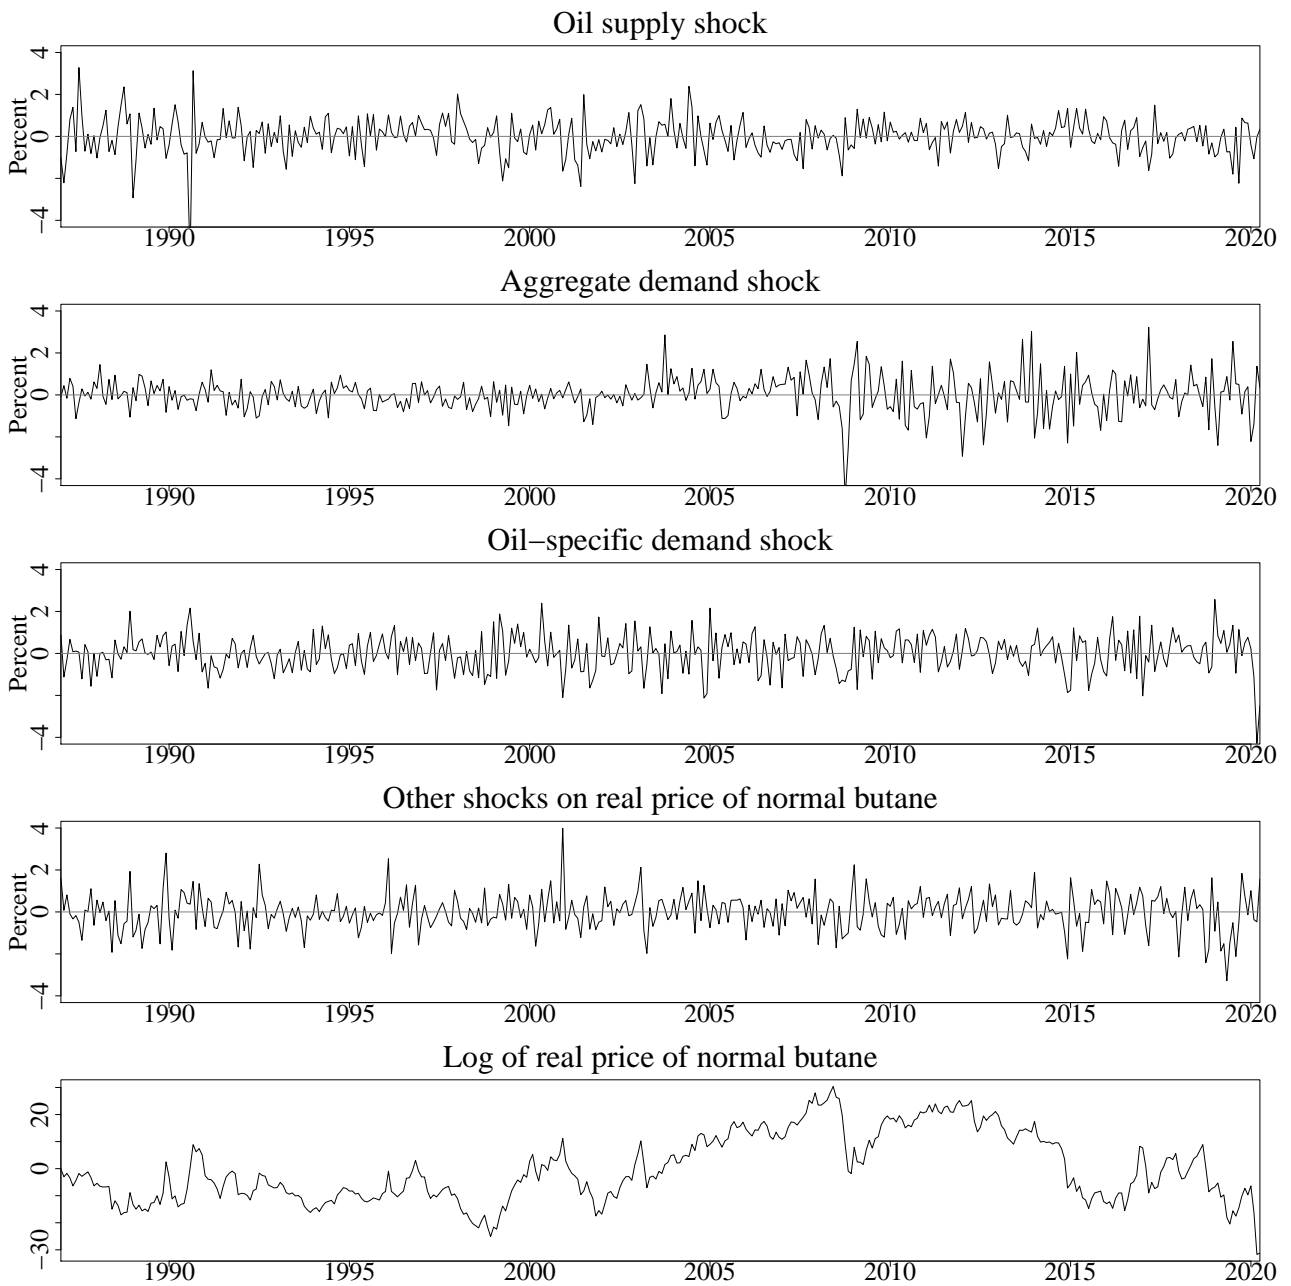 Oil supply shock
Percent
4
2
0
−4
1990 1995 2000 2005 2010 2015 2020
Aggregate demand shock
Percent
4
2
0
−4
1990 1995 2000 2005 2010 2015 2020
Oil−specific demand shock
Percent
4
2
0
−4
1990 1995 2000 2005 2010 2015 2020
Other shocks on real price of normal butane
Percent
4
2
0
−4
1990 1995 2000 2005 2010 2015 2020
Log of real price of normal butane
20
0
−30
1990 1995 2000 2005 2010 2015 2020